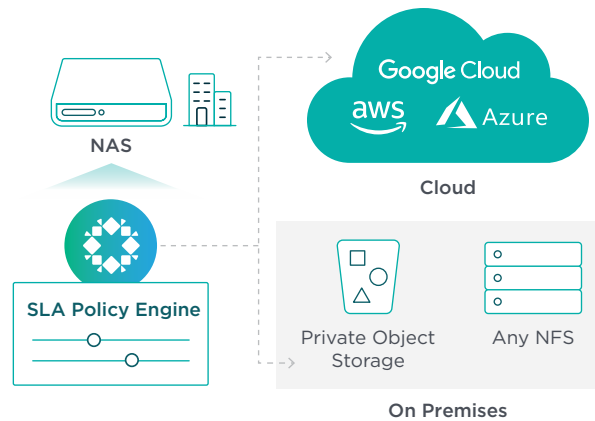 NAS
Google Cloud
aws
Azure
Cloud
SLA Policy Engine
Private Object
Storage
Any NFS
On Premises